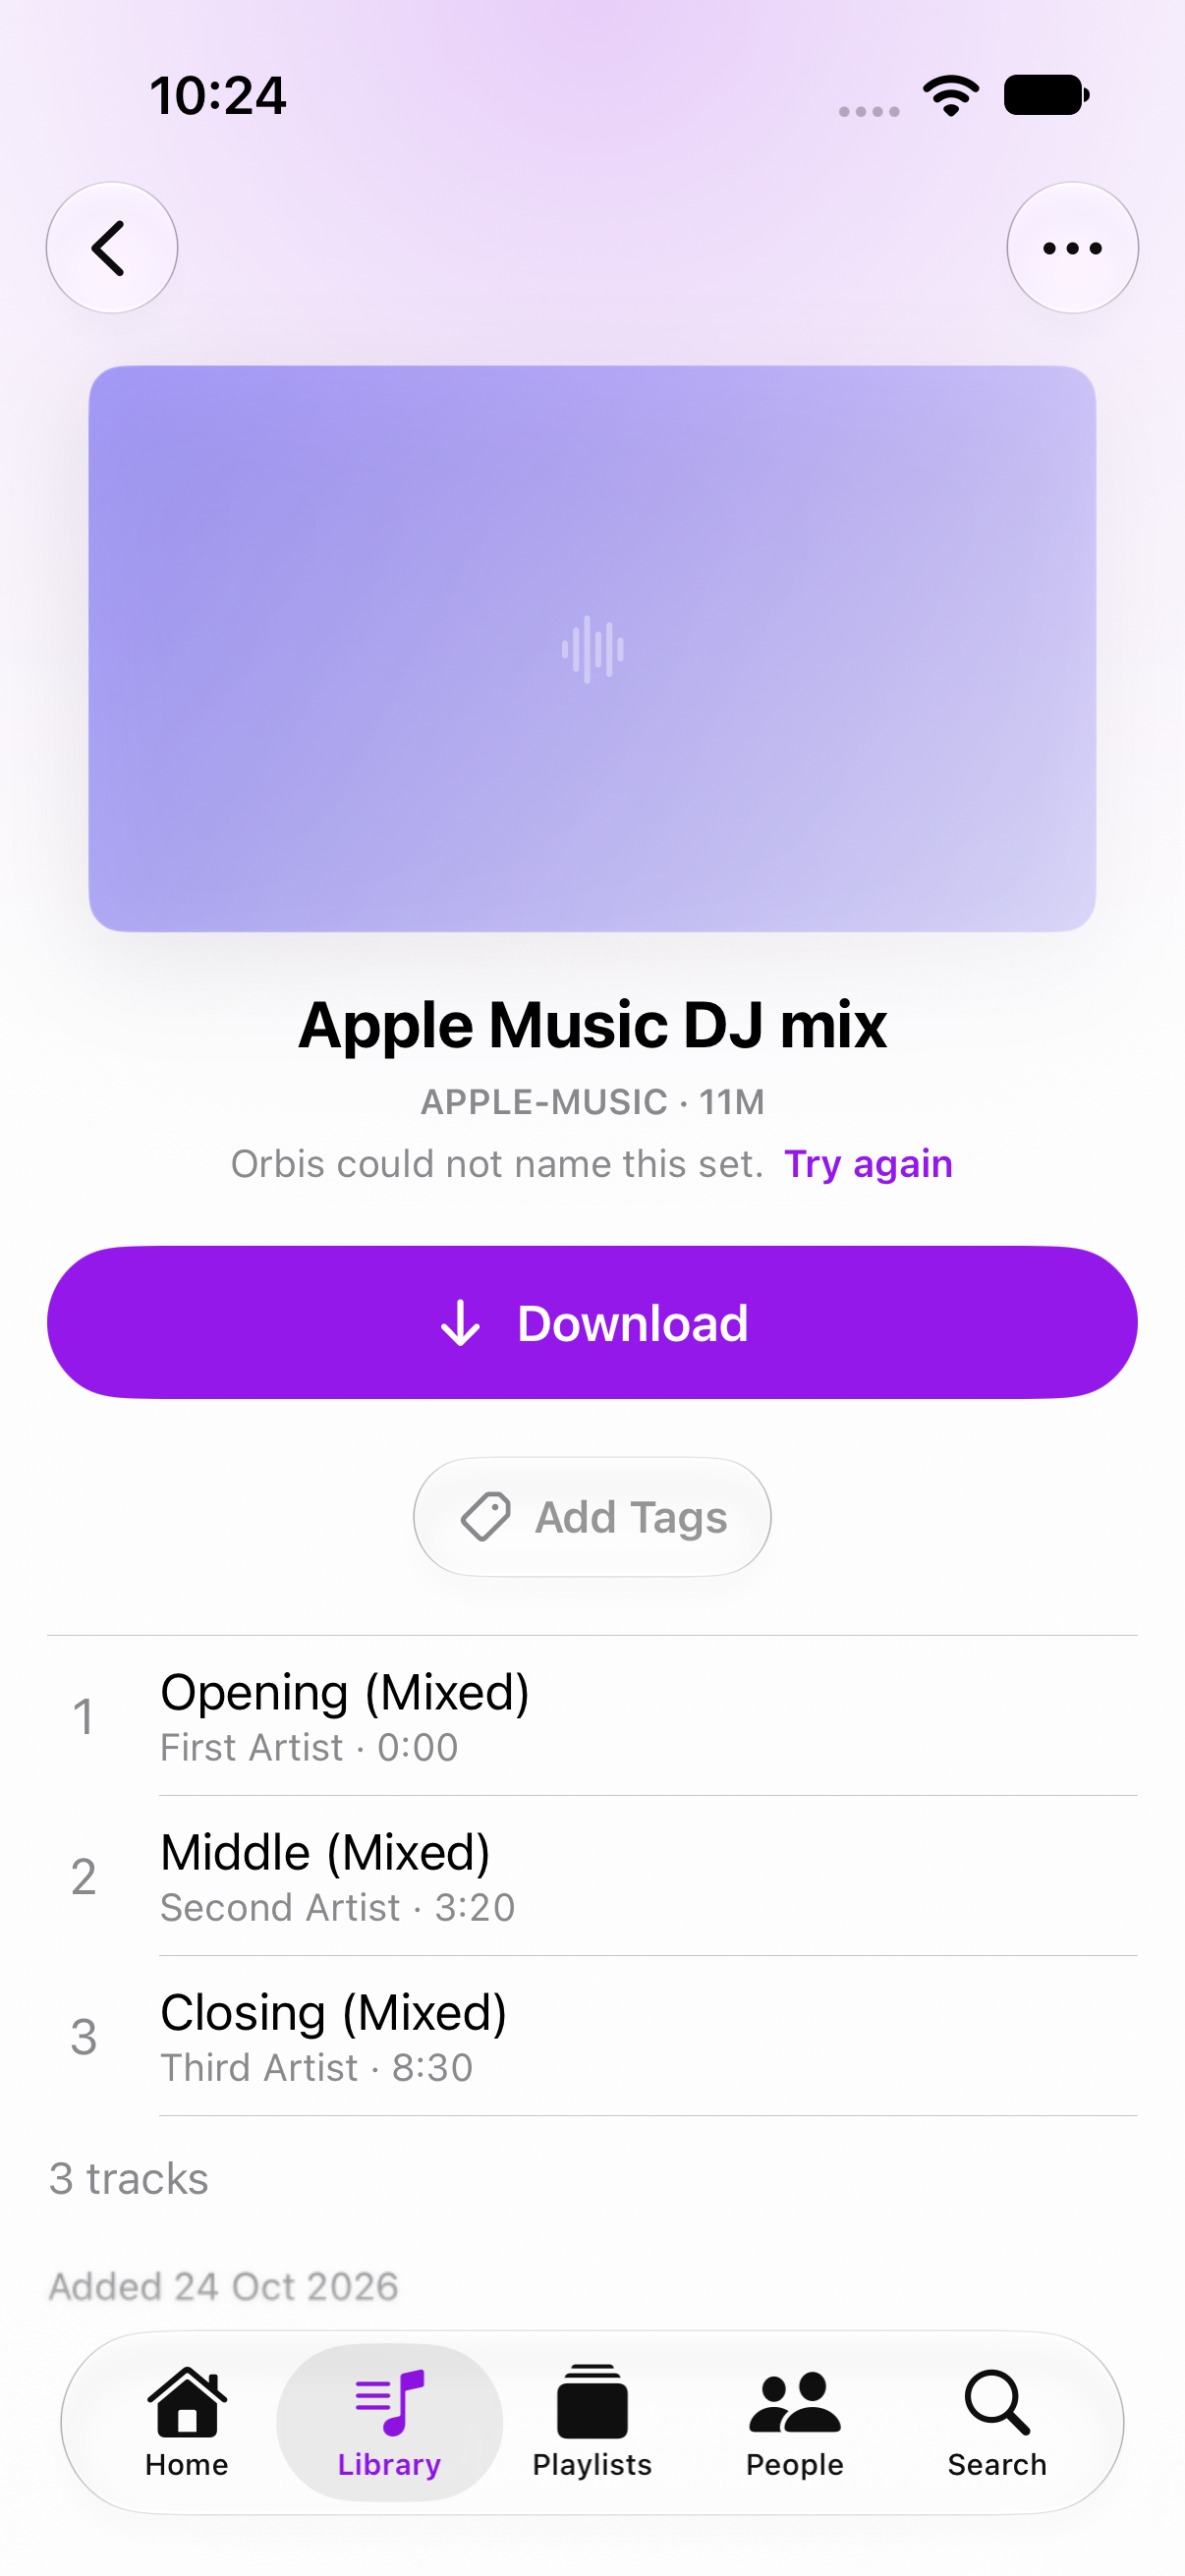 10:24
Apple Music DJ mix
APPLE-MUSIC · 11M
Orbis could not name this set. Try again
Download
Add Tags
1
Opening (Mixed)
First Artist · 0:00
2
Middle (Mixed)
Second Artist · 3:20
3
Closing (Mixed)
Third Artist · 8:30
3 tracks
Added 24 Oct 2026
Home Library Playlists People Search